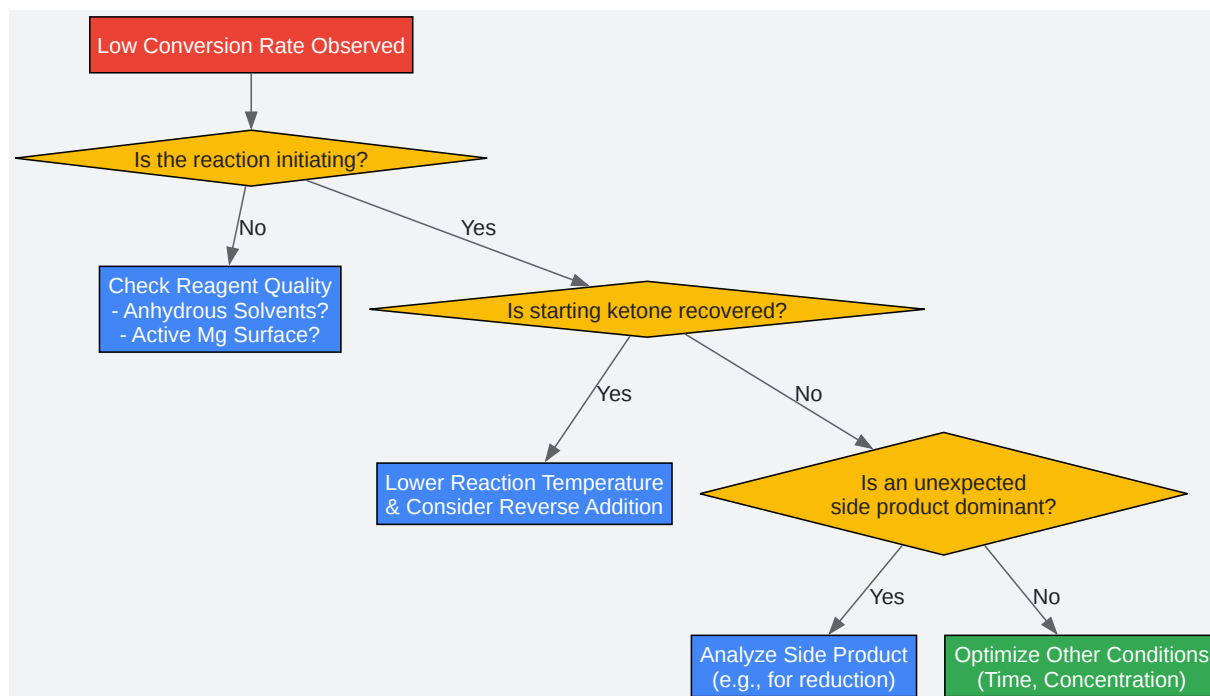 Low Conversion Rate Observed
Is the reaction initiating?
No
Yes
Check Reagent Quality
- Anhydrous Solvents?
- Active Mg Surface?
Is starting ketone recovered?
Yes
No
Lower Reaction Temperature
& Consider Reverse Addition
Is an unexpected
side product dominant?
Yes
No
Analyze Side Product
(e.g., for reduction)
Optimize Other Conditions
(Time, Concentration)